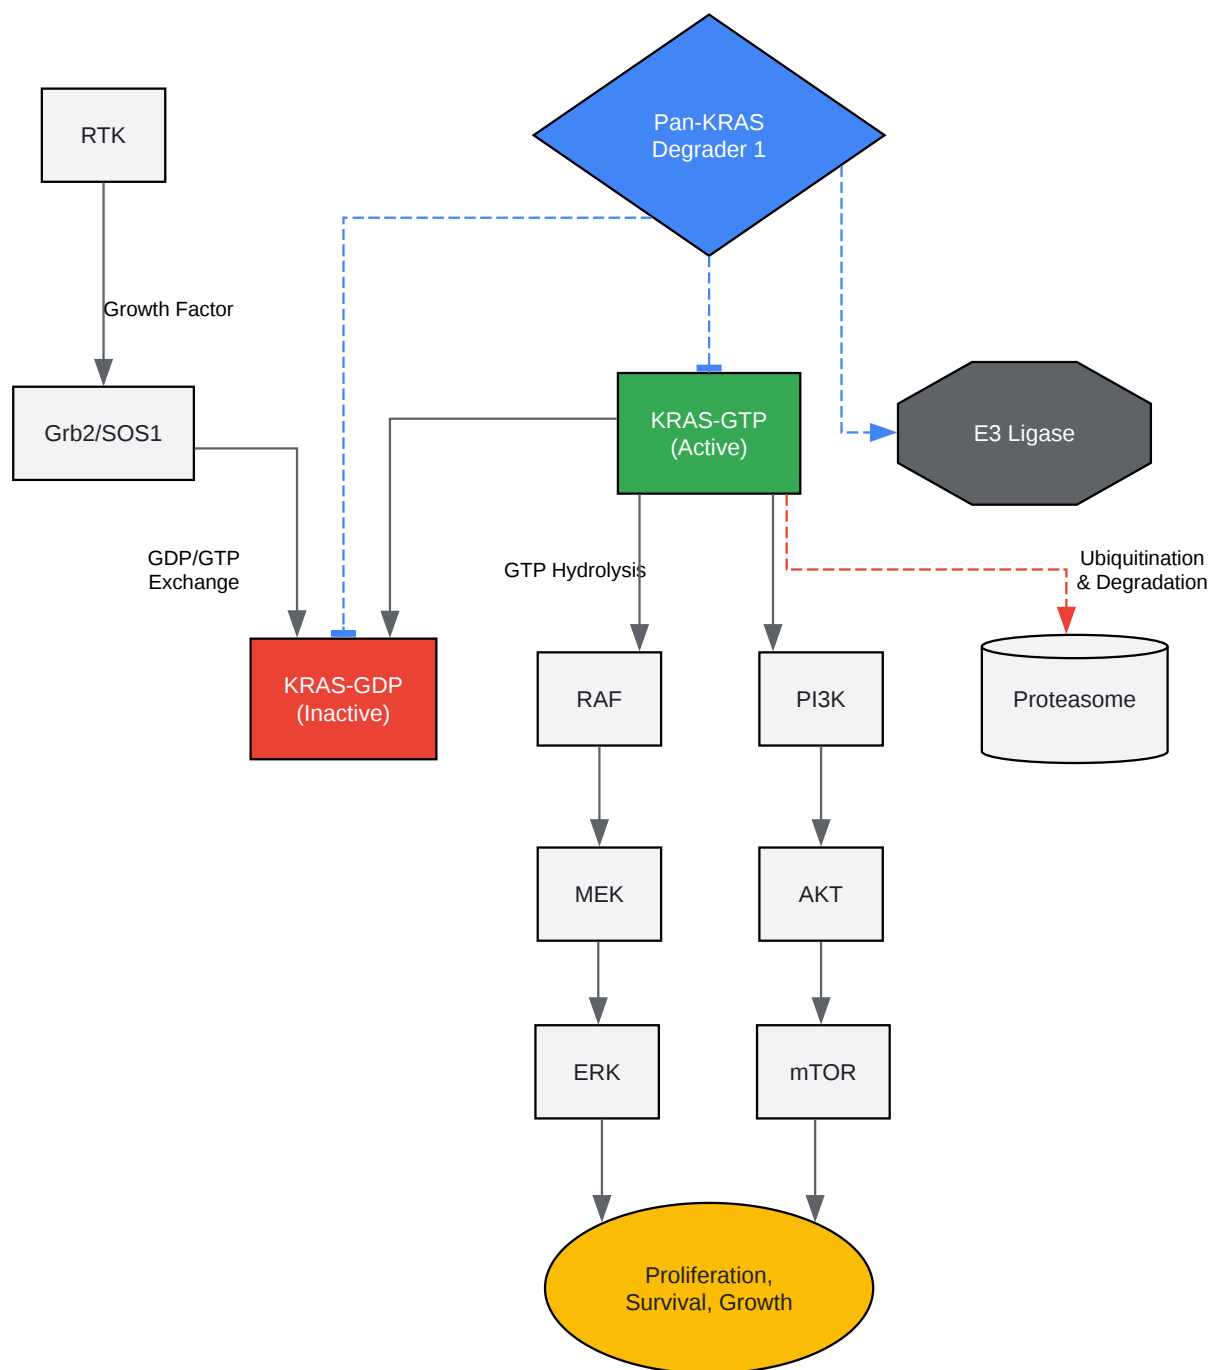 Pan-KRAS
Degrader 1
RTK
Growth Factor
Grb2/SOS1
KRAS-GTP
(Active)
E3 Ligase
GDP/GTP
Exchange
GTP Hydrolysis
Ubiquitination
& Degradation
KRAS-GDP
(Inactive)
RAF
PI3K
Proteasome
MEK
AKT
ERK
mTOR
Proliferation,
Survival, Growth